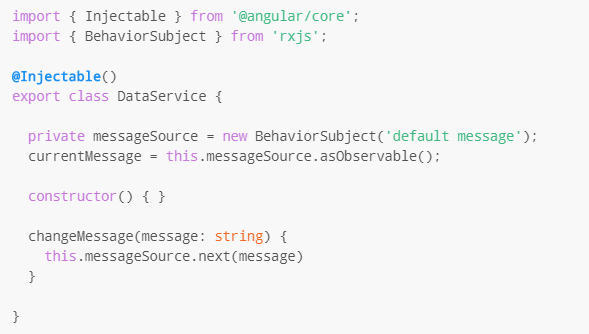 import { Injectable } from '@angular/core';
import { BehaviorSubject } from 'rxjs';

@Injectable()
export class DataService {

  private messageSource = new BehaviorSubject('default message');
  currentMessage = this.messageSource.asObservable();

  constructor() { }

  changeMessage(message: string) {
    this.messageSource.next(message)
  }

}